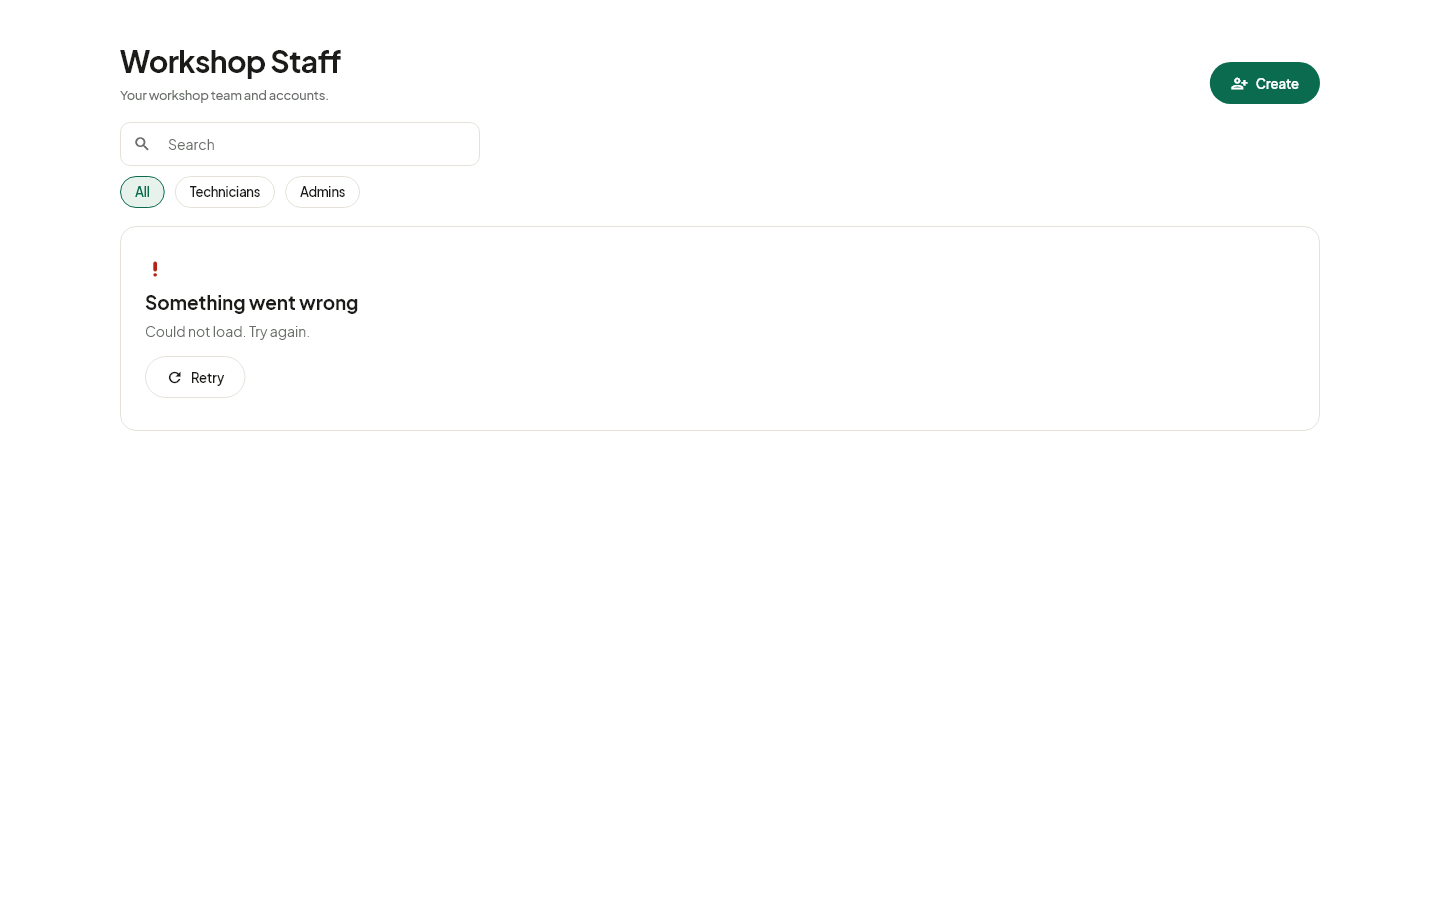 Workshop Staff
Your workshop team and accounts.
Create
Search
All
Technicians
Admins
Something went wrong
Could not load. Try again.
Retry